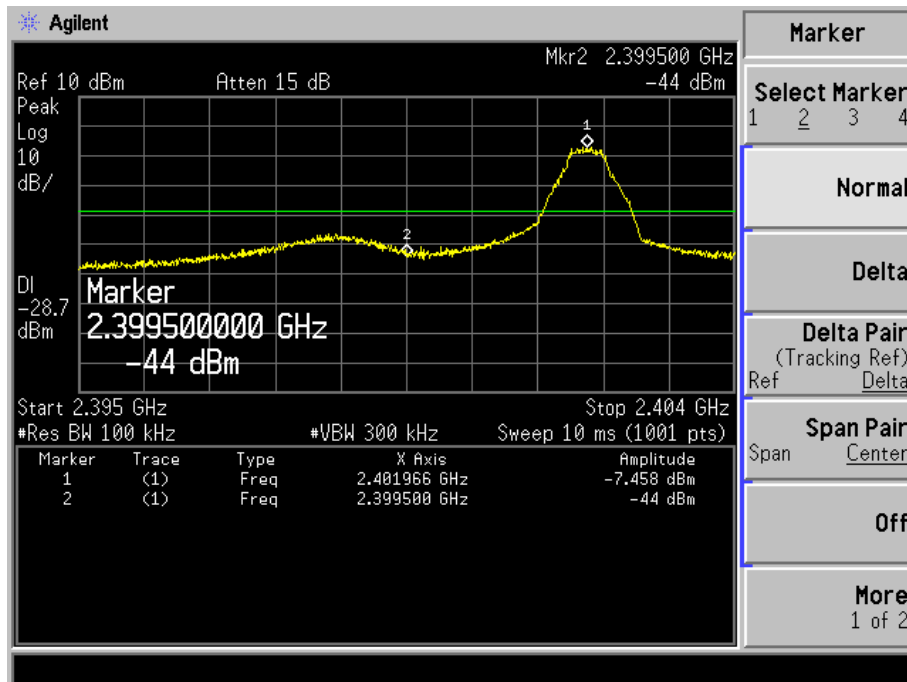 Agilent
Mkr2 2.399500 GHz
Ref 10 dBm Atten 15 dB -44 dBm
Peak
Log
10
dB/
1
2
DI
-28.7
dBm
Marker
2.399500000 GHz
-44 dBm
Start 2.395 GHz Stop 2.404 GHz
#Res BW 100 kHz #VBW 300 kHz Sweep 10 ms (1001 pts)
Marker Trace Type X Axis Amplitude
1 (1) Freq 2.401966 GHz -7.458 dBm
2 (1) Freq 2.399500 GHz -44 dBm
Marker
Select Marker
1 2 3 4
Normal
Delta
Delta Pair
(Tracking Ref)
Ref Delta
Span Pair
Span Center
Off
More
1 of 2